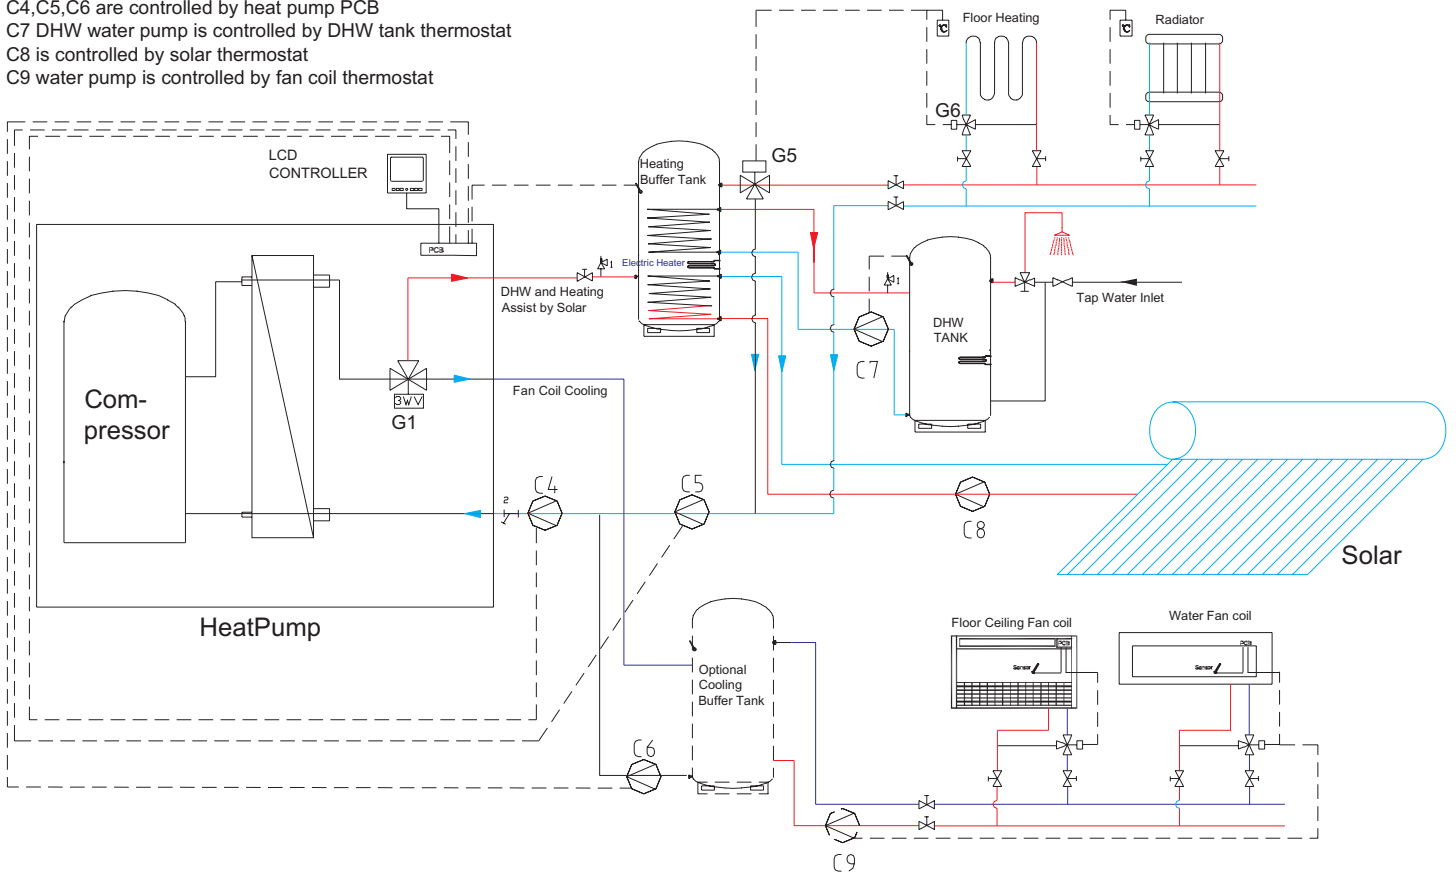 C4,C5,C6 are controlled by heat pump PCB
C7 DHW water pump is controlled by DHW tank thermostat
C8 is controlled by solar thermostat
C9 water pump is controlled by fan coil thermostat
Floor Heating
Radiator
°C
°C
G6
G5
LCD
CONTROLLER
Heating
Buffer Tank
PCB
Electric Heater
1
1
DHW and Heating
Assist by Solar
Tap Water Inlet
DHW
TANK
C7
Com-
pressor
3WV
G1
Fan Coil Cooling
2
C4
C5
C8
Solar
HeatPump
Floor Ceiling Fan coil
Water Fan coil
PCB
PCB
Sensor
Sensor
Optional
Cooling
Buffer Tank
C6
C9